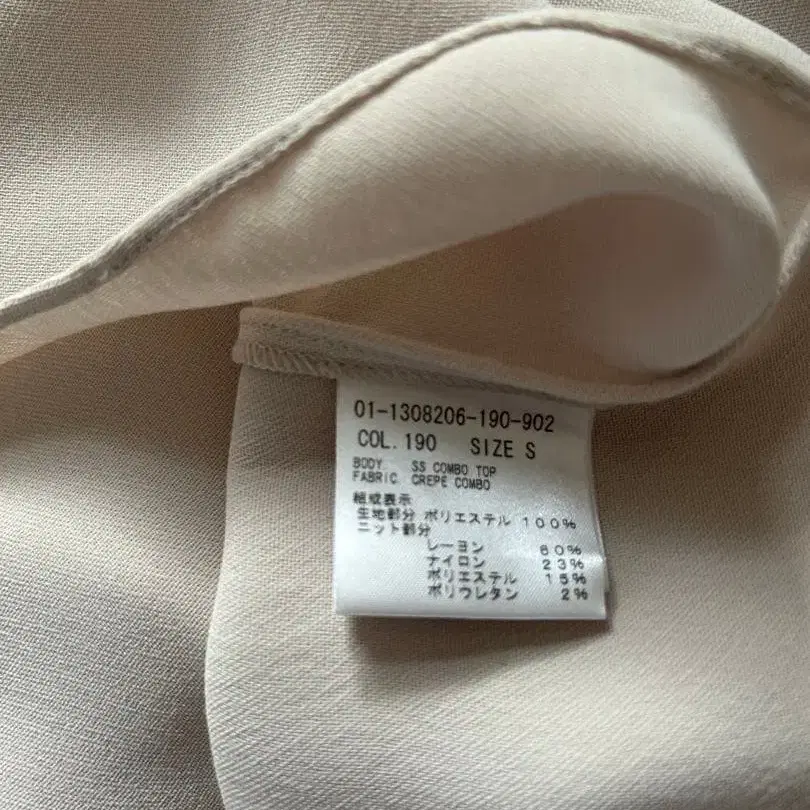 01-1308206-190-902
COL.190 SIZE S
BODY SS COMBO TOP
FABRIC CREPE COMBO
組成表示
生地部分 ポリエステル 100%
ニット部分
レーヨン 60%
ナイロン 23%
ポリエステル 15%
ポリウレタン 2%